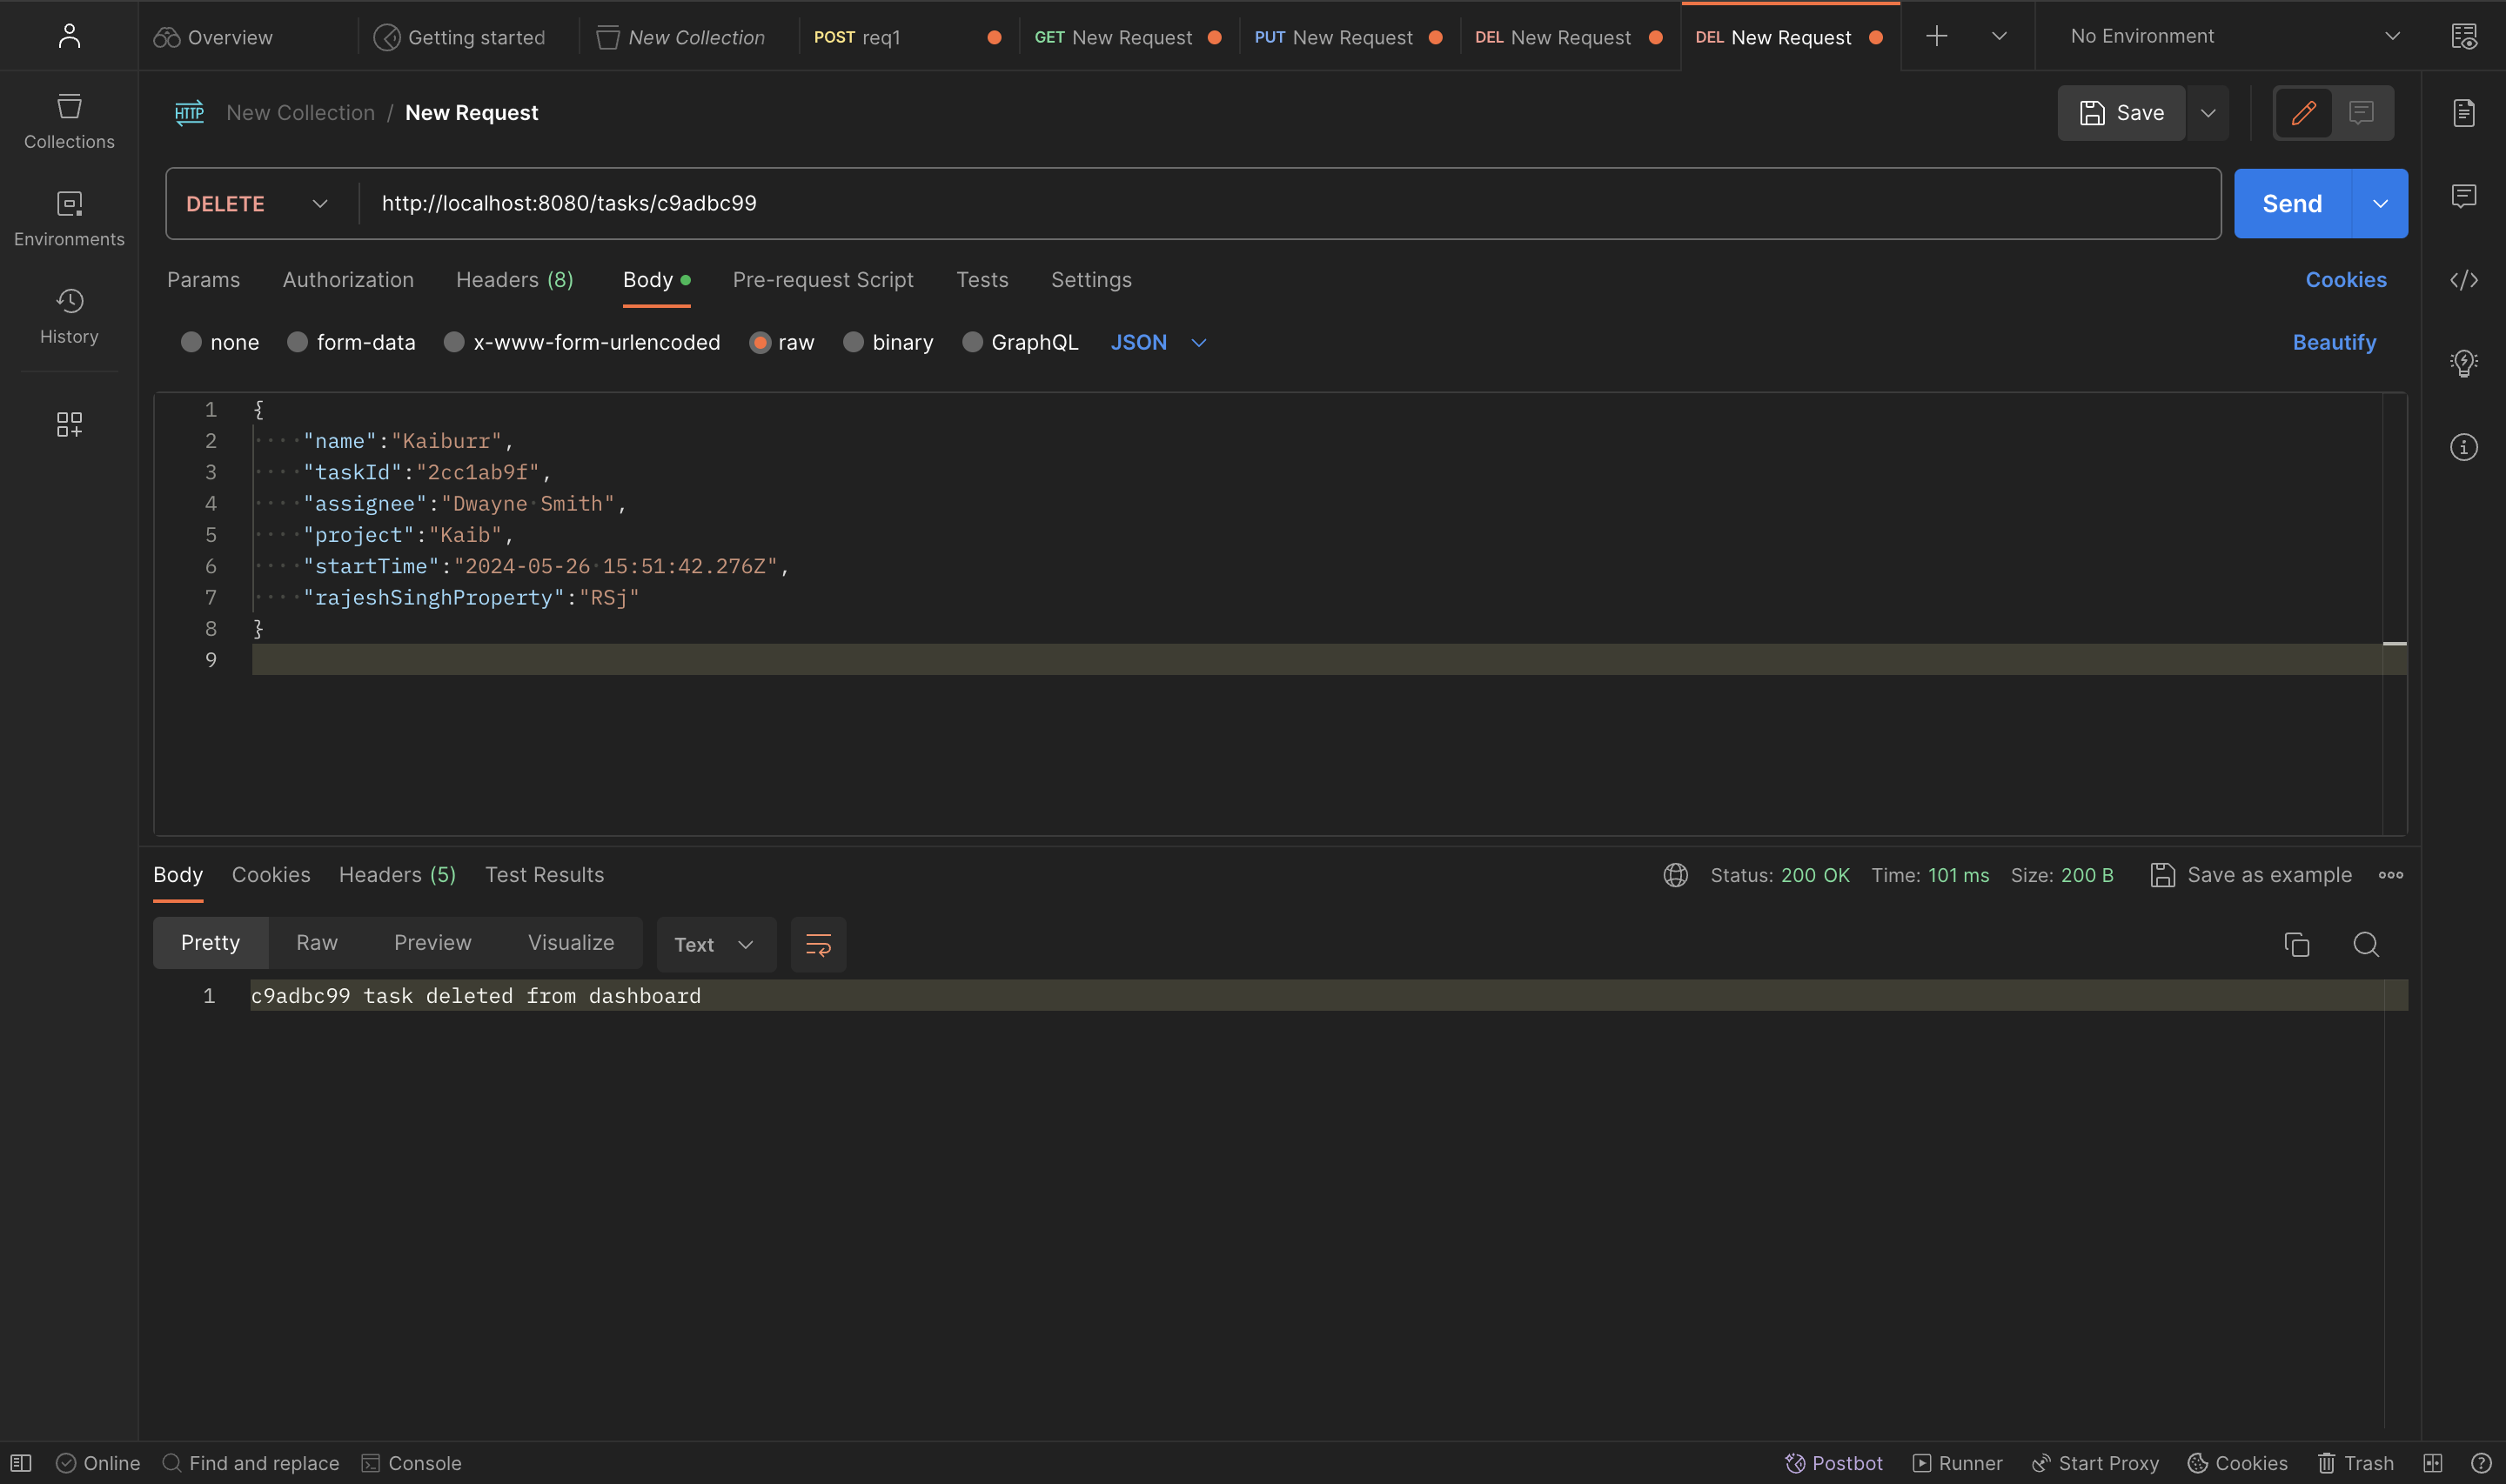 Overview
Getting started
New Collection
POST req1
GET New Request
PUT New Request
DEL New Request
DEL New Request
No Environment
Collections
Environments
History
HTTP
New Collection / New Request
Save
DELETE
http://localhost:8080/tasks/c9adbc99
Send
Params
Authorization
Headers (8)
Body
Pre-request Script
Tests
Settings
Cookies
none
form-data
x-www-form-urlencoded
raw
binary
GraphQL
JSON
Beautify
1 {
2 "name":"Kaiburr",
3 "taskId":"2cc1ab9f",
4 "assignee":"Dwayne Smith",
5 "project":"Kaib",
6 "startTime":"2024-05-26 15:51:42.276Z",
7 "rajeshSinghProperty":"RSj"
8 }
9
Body
Cookies
Headers (5)
Test Results
Status: 200 OK
Time: 101 ms
Size: 200 B
Save as example
Pretty
Raw
Preview
Visualize
Text
1 c9adbc99 task deleted from dashboard
Online
Find and replace
Console
Postbot
Runner
Start Proxy
Cookies
Trash